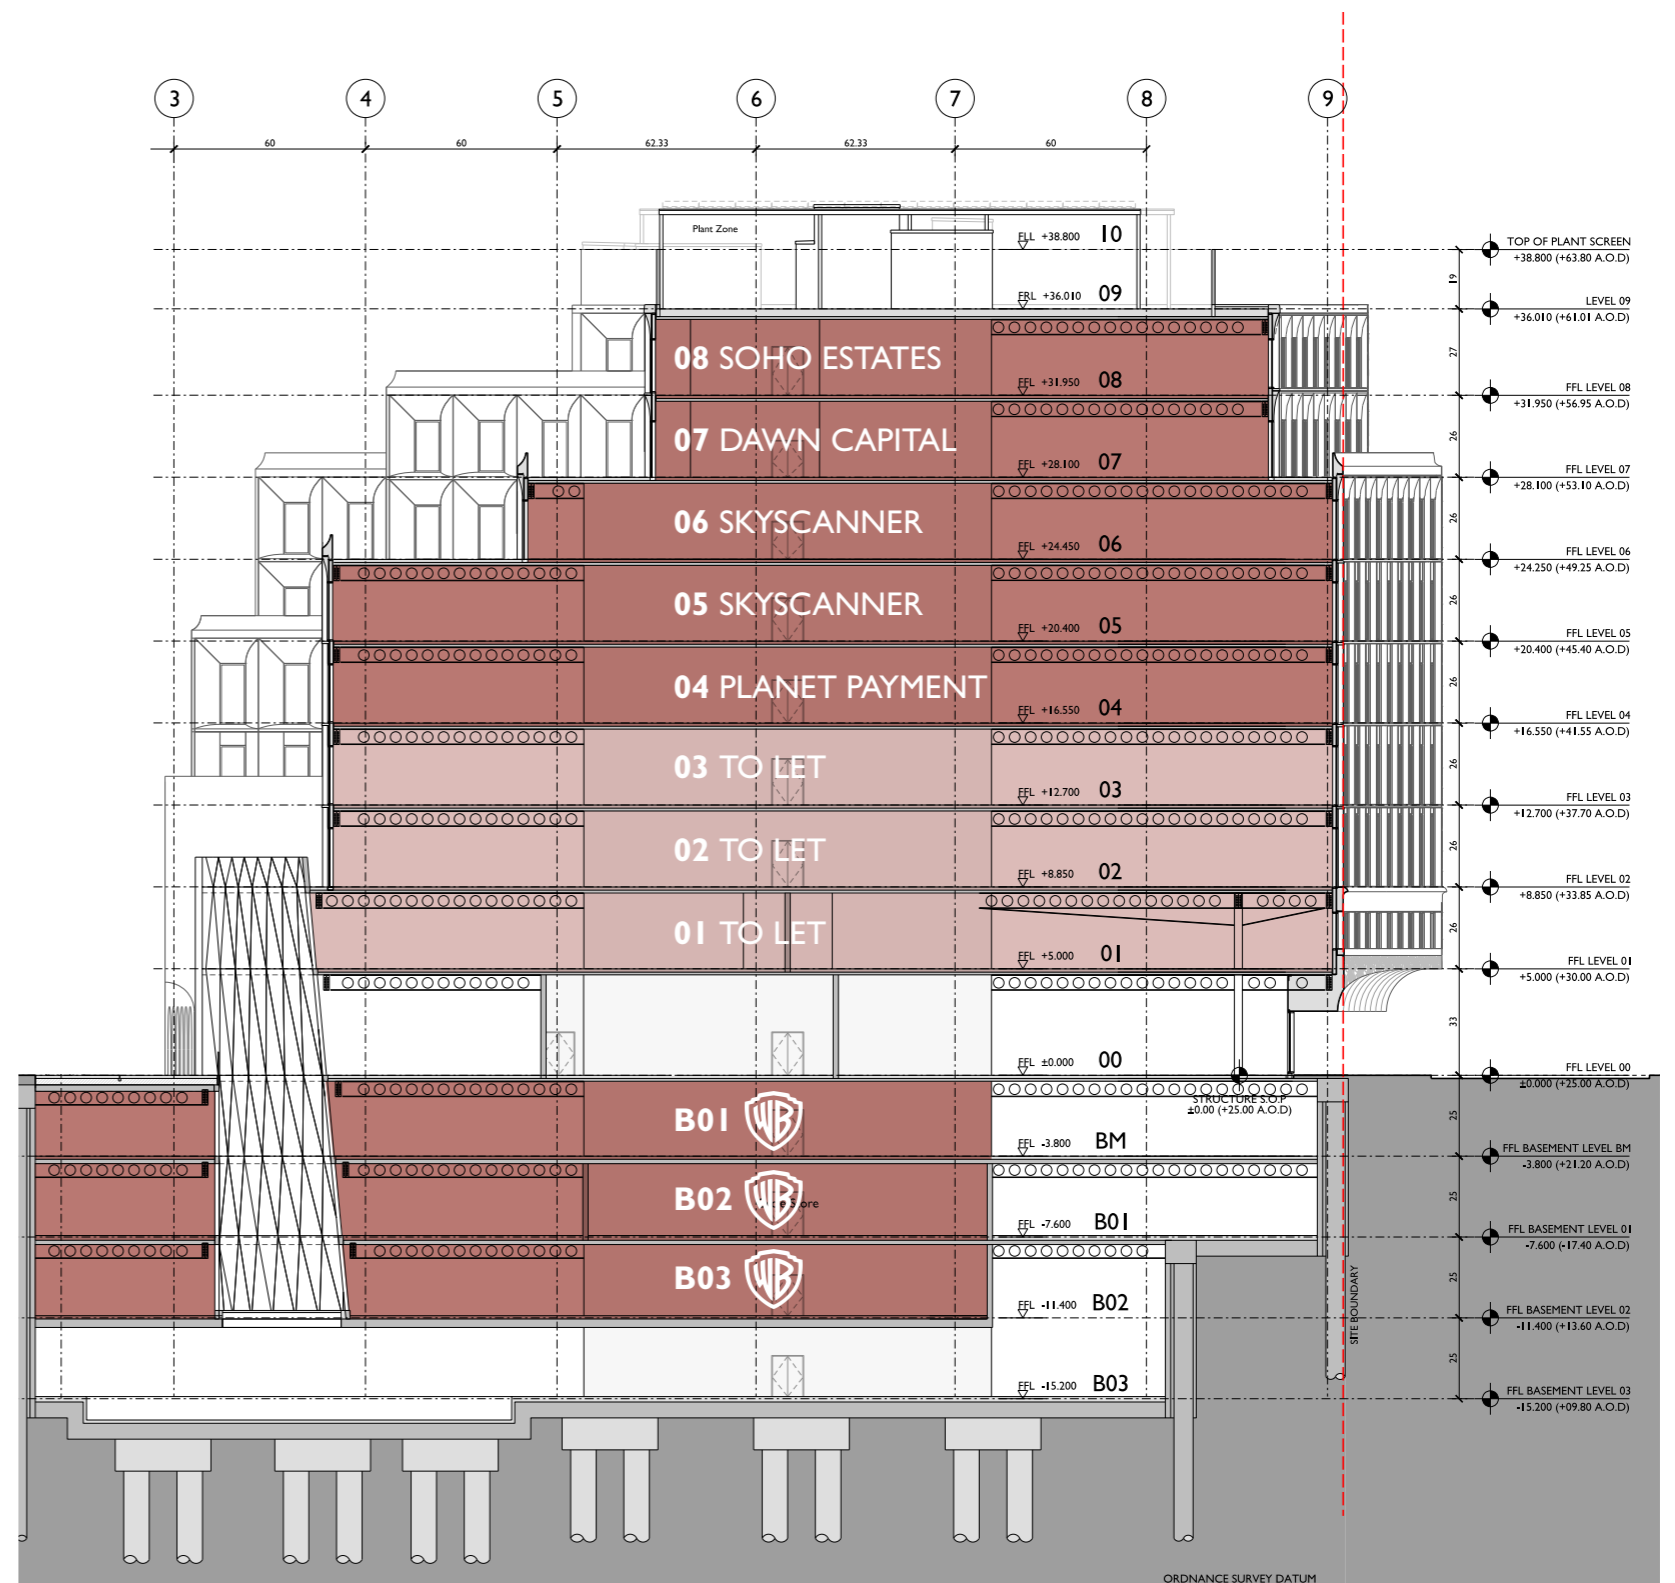 3 4 5 6 7 8 9
60 60 62.33 62.33 60
Plant Zone
FLL +38.800 10
TOP OF PLANT SCREEN
+38.800 (+63.80 A.O.D)
19
FRL +36.010 09
LEVEL 09
+36.010 (+61.01 A.O.D)
27
08 SOHO ESTATES
FFL +31.950 08
FFL LEVEL 08
+31.950 (+56.95 A.O.D)
26
07 DAWN CAPITAL
FFL +28.100 07
FFL LEVEL 07
+28.100 (+53.10 A.O.D)
26
06 SKYSCANNER
FFL +24.450 06
FFL LEVEL 06
+24.250 (+49.25 A.O.D)
26
05 SKYSCANNER
FFL +20.400 05
FFL LEVEL 05
+20.400 (+45.40 A.O.D)
26
04 PLANET PAYMENT
FFL +16.550 04
FFL LEVEL 04
+16.550 (+41.55 A.O.D)
26
03 TO LET
FFL +12.700 03
FFL LEVEL 03
+12.700 (+37.70 A.O.D)
26
02 TO LET
FFL +8.850 02
FFL LEVEL 02
+8.850 (+33.85 A.O.D)
26
01 TO LET
FFL +5.000 01
FFL LEVEL 01
+5.000 (+30.00 A.O.D)
33
FFL ±0.000 00
FFL LEVEL 00
±0.000 (+25.00 A.O.D)
STRUCTURE S.O.P
±0.00 (+25.00 A.O.D)
25
B01 WB
FFL -3.800 BM
FFL BASEMENT LEVEL BM
-3.800 (+21.20 A.O.D)
25
B02 WB
FFL -7.600 B01
FFL BASEMENT LEVEL 01
-7.600 (-17.40 A.O.D)
25
B03 WB
FFL -11.400 B02
SITE BOUNDARY
FFL BASEMENT LEVEL 02
-11.400 (+13.60 A.O.D)
25
FFL -15.200 B03
FFL BASEMENT LEVEL 03
-15.200 (+09.80 A.O.D)
ORDNANCE SURVEY DATUM